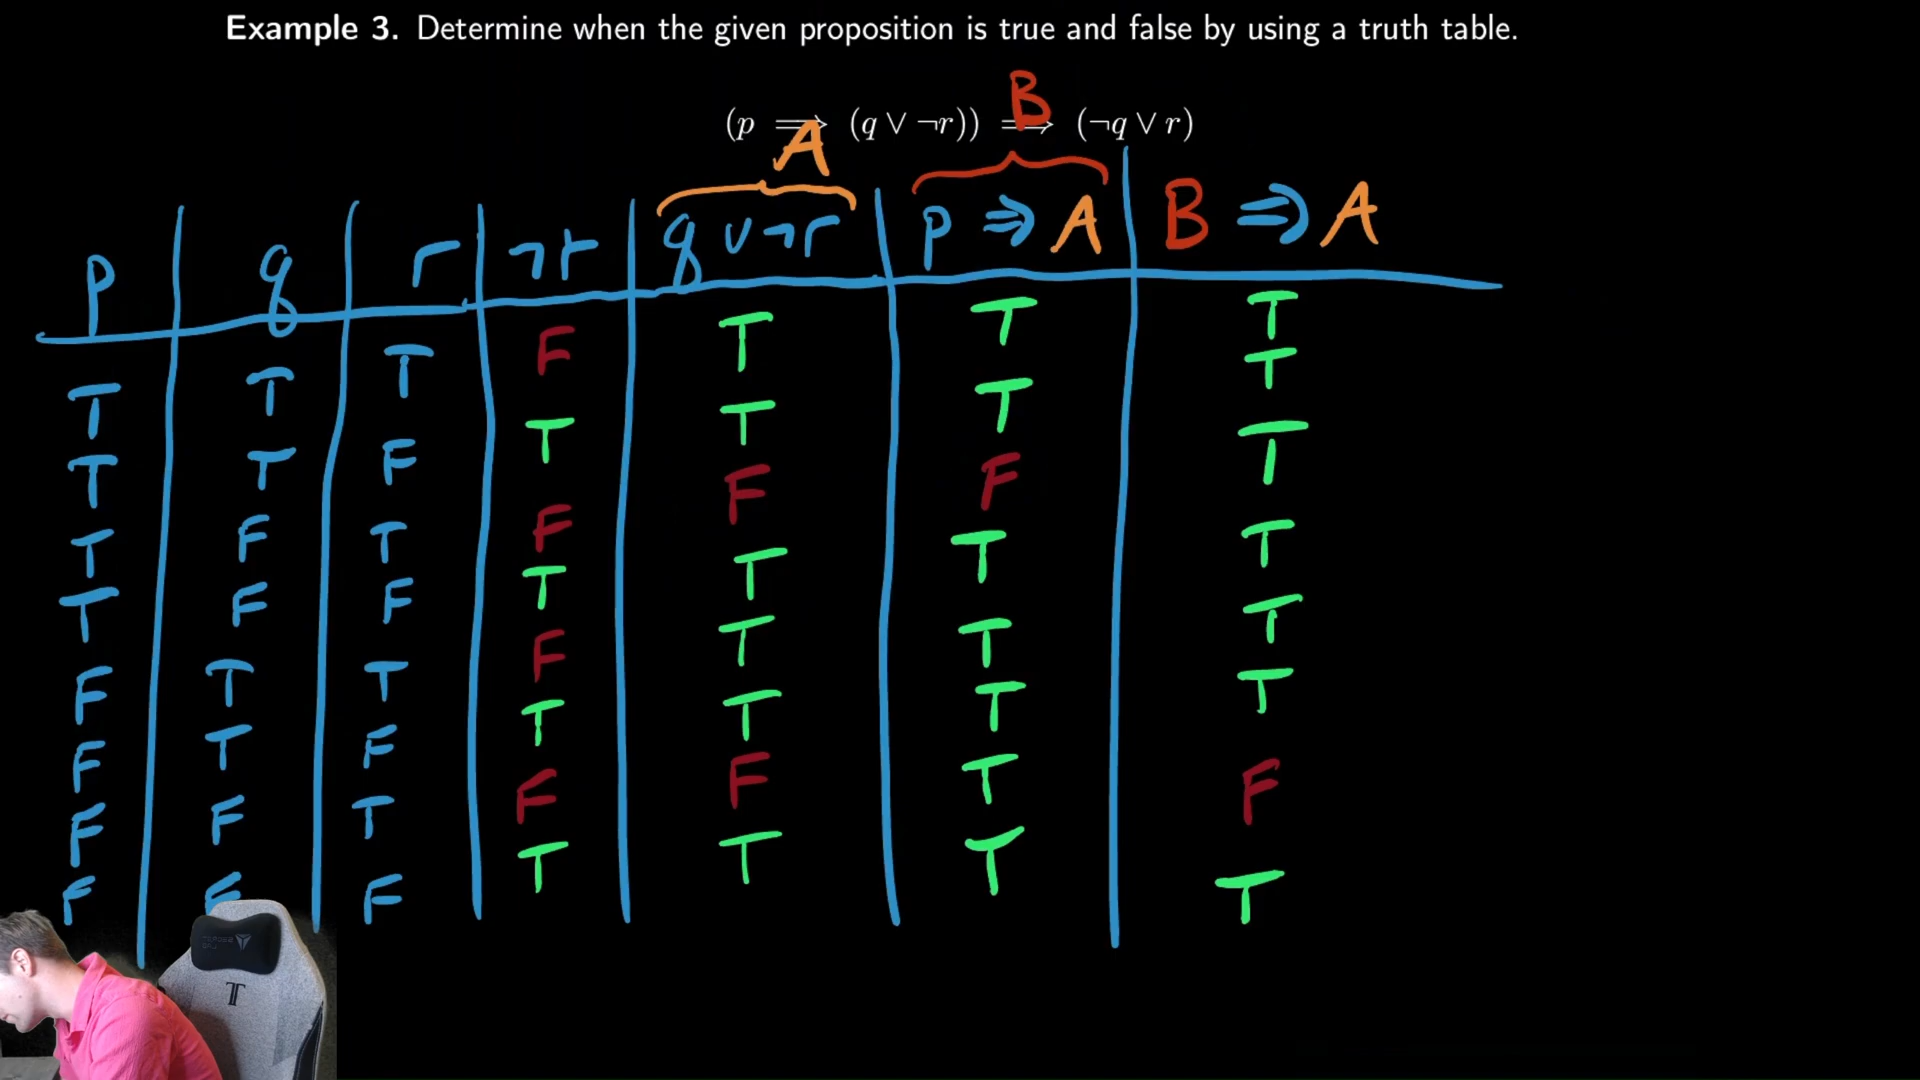 Example 3. Determine when the given proposition is true and false by using a truth table.
(p ⟹ (q ∨ ¬r)) ⟹ (¬q ∨ r)
A B
p q r ¬r q ∨ ¬r p ⇒ A B ⇒ A
T T T F T T T
T T F T T T T
T F T F F F T
T F F T T T T
F T T F T T T
F T F T T T T
F F T F F T F
F F F T T T T